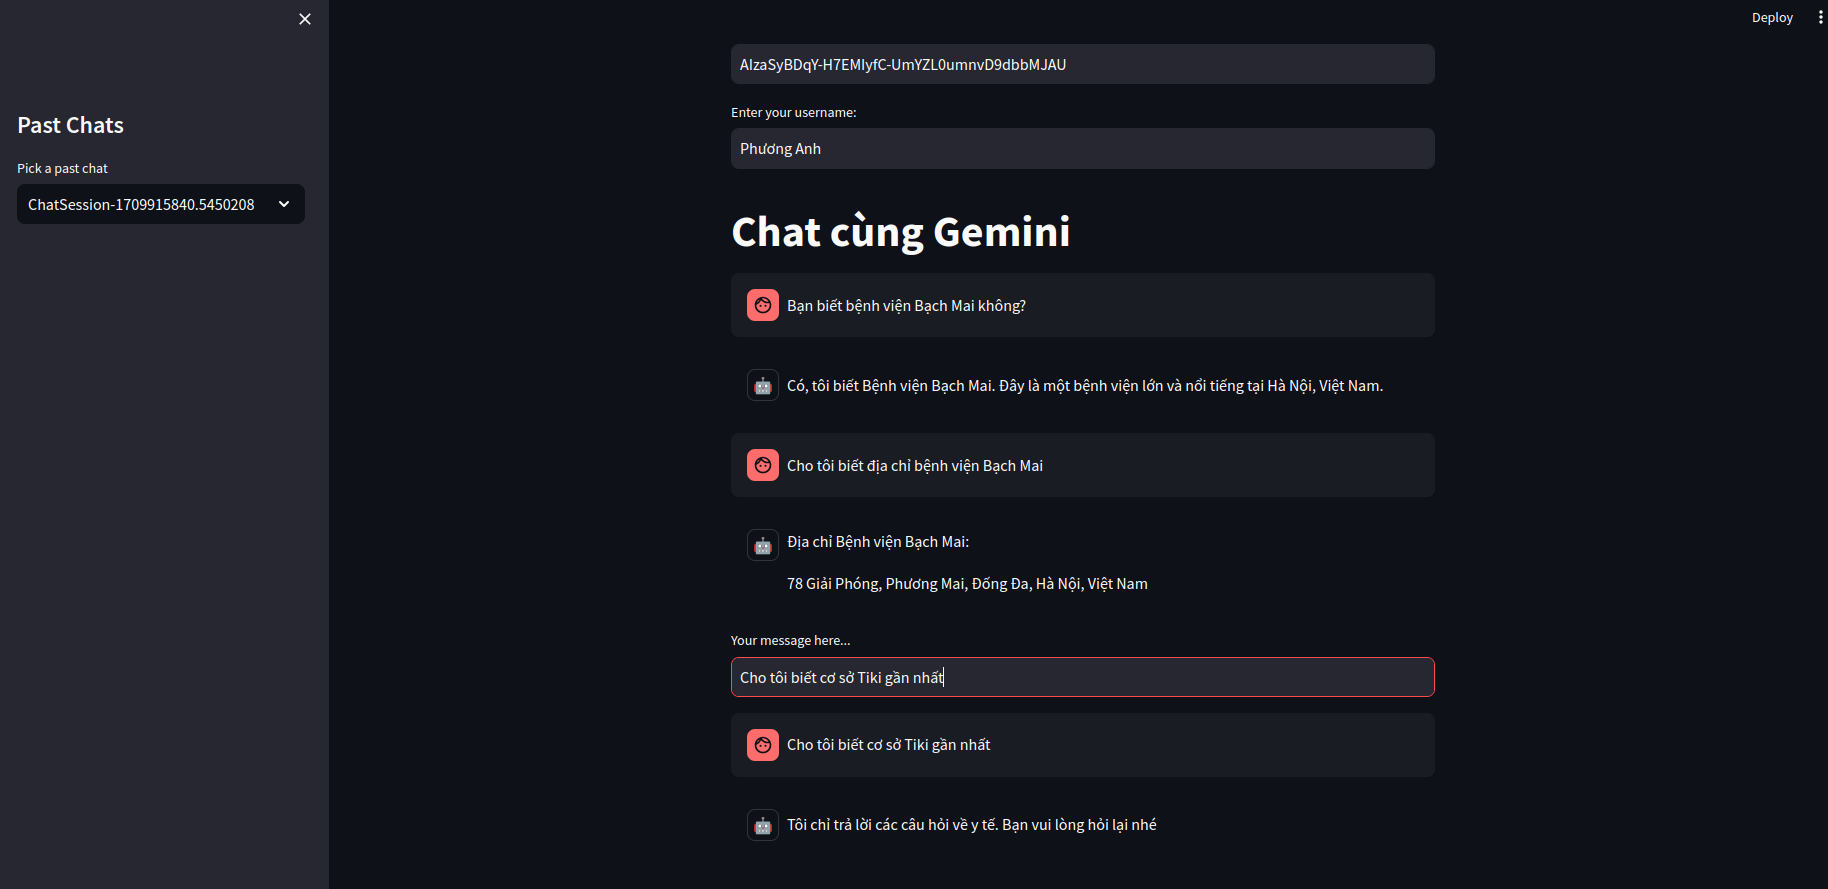 Deploy
Past Chats
Pick a past chat
ChatSession-1709915840.5450208
AIzaSyBDqY-H7EMIyfC-UmYZL0umnvD9dbbMJAU
Enter your username:
Phương Anh
Chat cùng Gemini
Bạn biết bệnh viện Bạch Mai không?
Có, tôi biết Bệnh viện Bạch Mai. Đây là một bệnh viện lớn và nổi tiếng tại Hà Nội, Việt Nam.
Cho tôi biết địa chỉ bệnh viện Bạch Mai
Địa chỉ Bệnh viện Bạch Mai:
78 Giải Phóng, Phương Mai, Đống Đa, Hà Nội, Việt Nam
Your message here...
Cho tôi biết cơ sở Tiki gần nhất
Cho tôi biết cơ sở Tiki gần nhất
Tôi chỉ trả lời các câu hỏi về y tế. Bạn vui lòng hỏi lại nhé